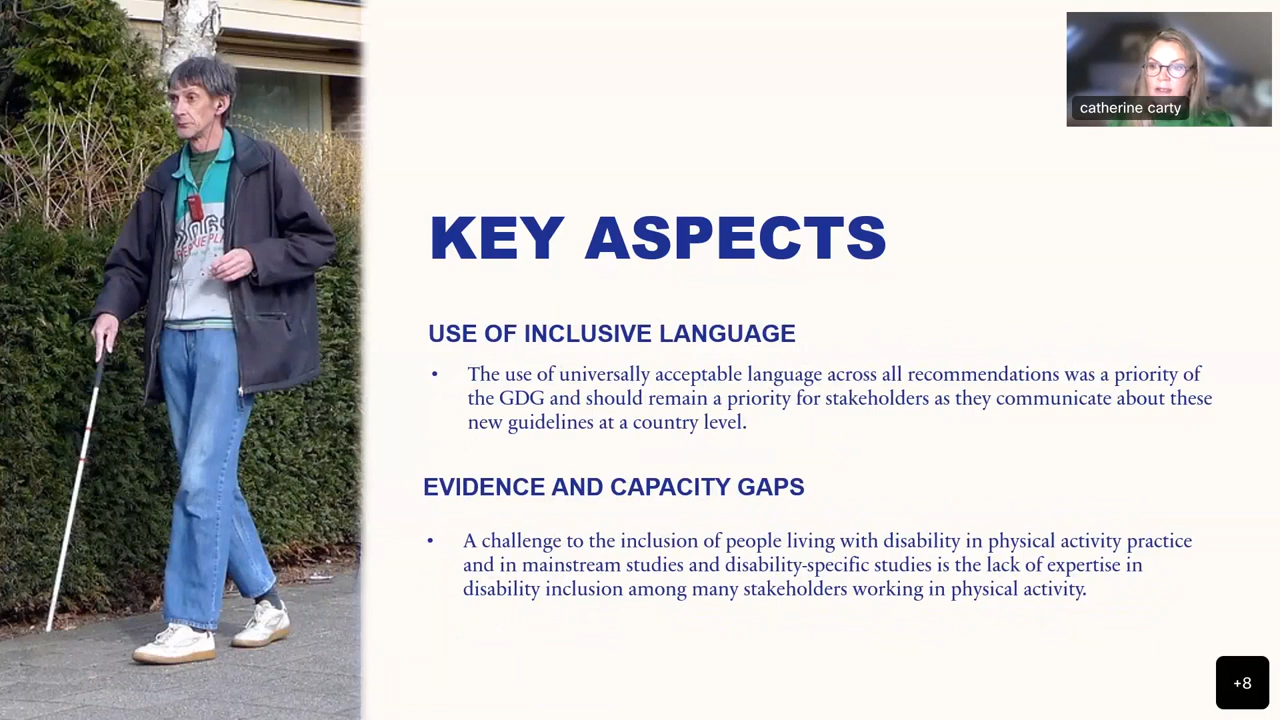 catherine carty
KEY ASPECTS
USE OF INCLUSIVE LANGUAGE
• The use of universally acceptable language across all recommendations was a priority of
the GDG and should remain a priority for stakeholders as they communicate about these
new guidelines at a country level.
EVIDENCE AND CAPACITY GAPS
• A challenge to the inclusion of people living with disability in physical activity practice
and in mainstream studies and disability-specific studies is the lack of expertise in
disability inclusion among many stakeholders working in physical activity.
+8